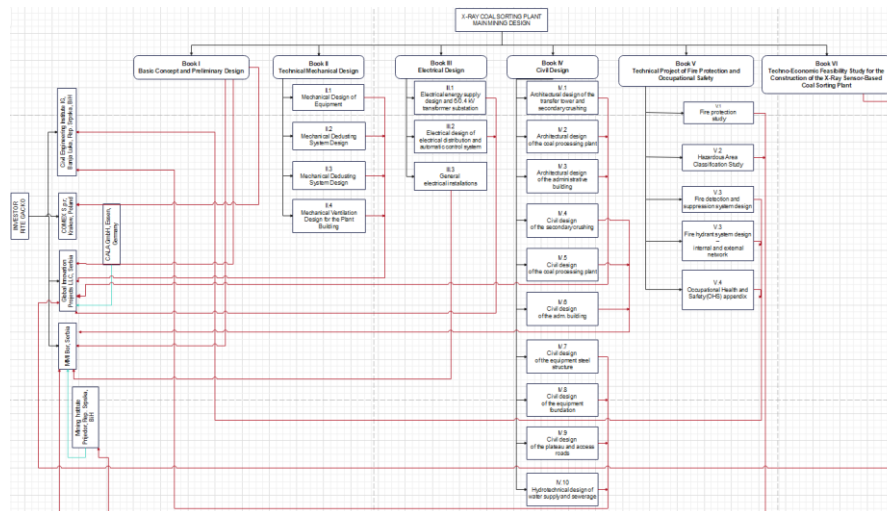 X-RAY COAL SORTING PLANT
MAIN MINING DESIGN
Book I
Basic Concept and Preliminary Design
Book II
Technical Mechanical Design
Book III
Electrical Design
Book IV
Civil Design
Book V
Technical Project of Fire Protection and
Occupational Safety
Book VI
Techno-Economic Feasibility Study for the
Construction of the X-Ray Sensor-Based
Coal Sorting Plant
II.1
Mechanical Design of
Equipment
II.2
Mechanical Dedusting
System Design
II.3
Mechanical Dedusting
System Design
II.4
Mechanical Ventilation
Design for the Plant
Building
III.1
Electrical energy supply
design and 6/0.4 kV
transformer substation
III.2
Electrical design of
electrical distribution and
automatic control system
III.3
General
electrical installations
IV.1
Architectural design of the
transfer tower and
secondary crushing
IV.2
Architectural design
of the coal processing plant
IV.3
Architectural design
of the administrative
building
IV.4
Civil design
of the secondary crushing
IV.5
Civil design
of the coal processing plant
IV.6
Civil design
of the adm. building
IV.7
Civil design
of the equipment steel
structure
IV.8
Civil design
of the equipment
foundation
IV.9
Civil design
of the plateau and access
roads
IV.10
Hydrotechnical design of
water supply and sewerage
V.1
Fire protection
study
V.2
Hazardous Area
Classification Study
V.3
Fire detection and
suppression system design
V.3
Fire hydrant system design
–
internal and external
network
V.4
Occupational Health and
Safety (OHS) appendix
INVESTOR
RITE GACKO
Civil Engineering Institute IG,
Banja Luka, Rep. Srpska, BiH
COMEX S.p.c.
Krakow, Poland
CALA GmbH, Essen,
Germany
Global Innovation
Projects LLC, Serbia
MMI Bor, Serbia
Mining Institute
Prijedor, Rep. Srpska,
BiH